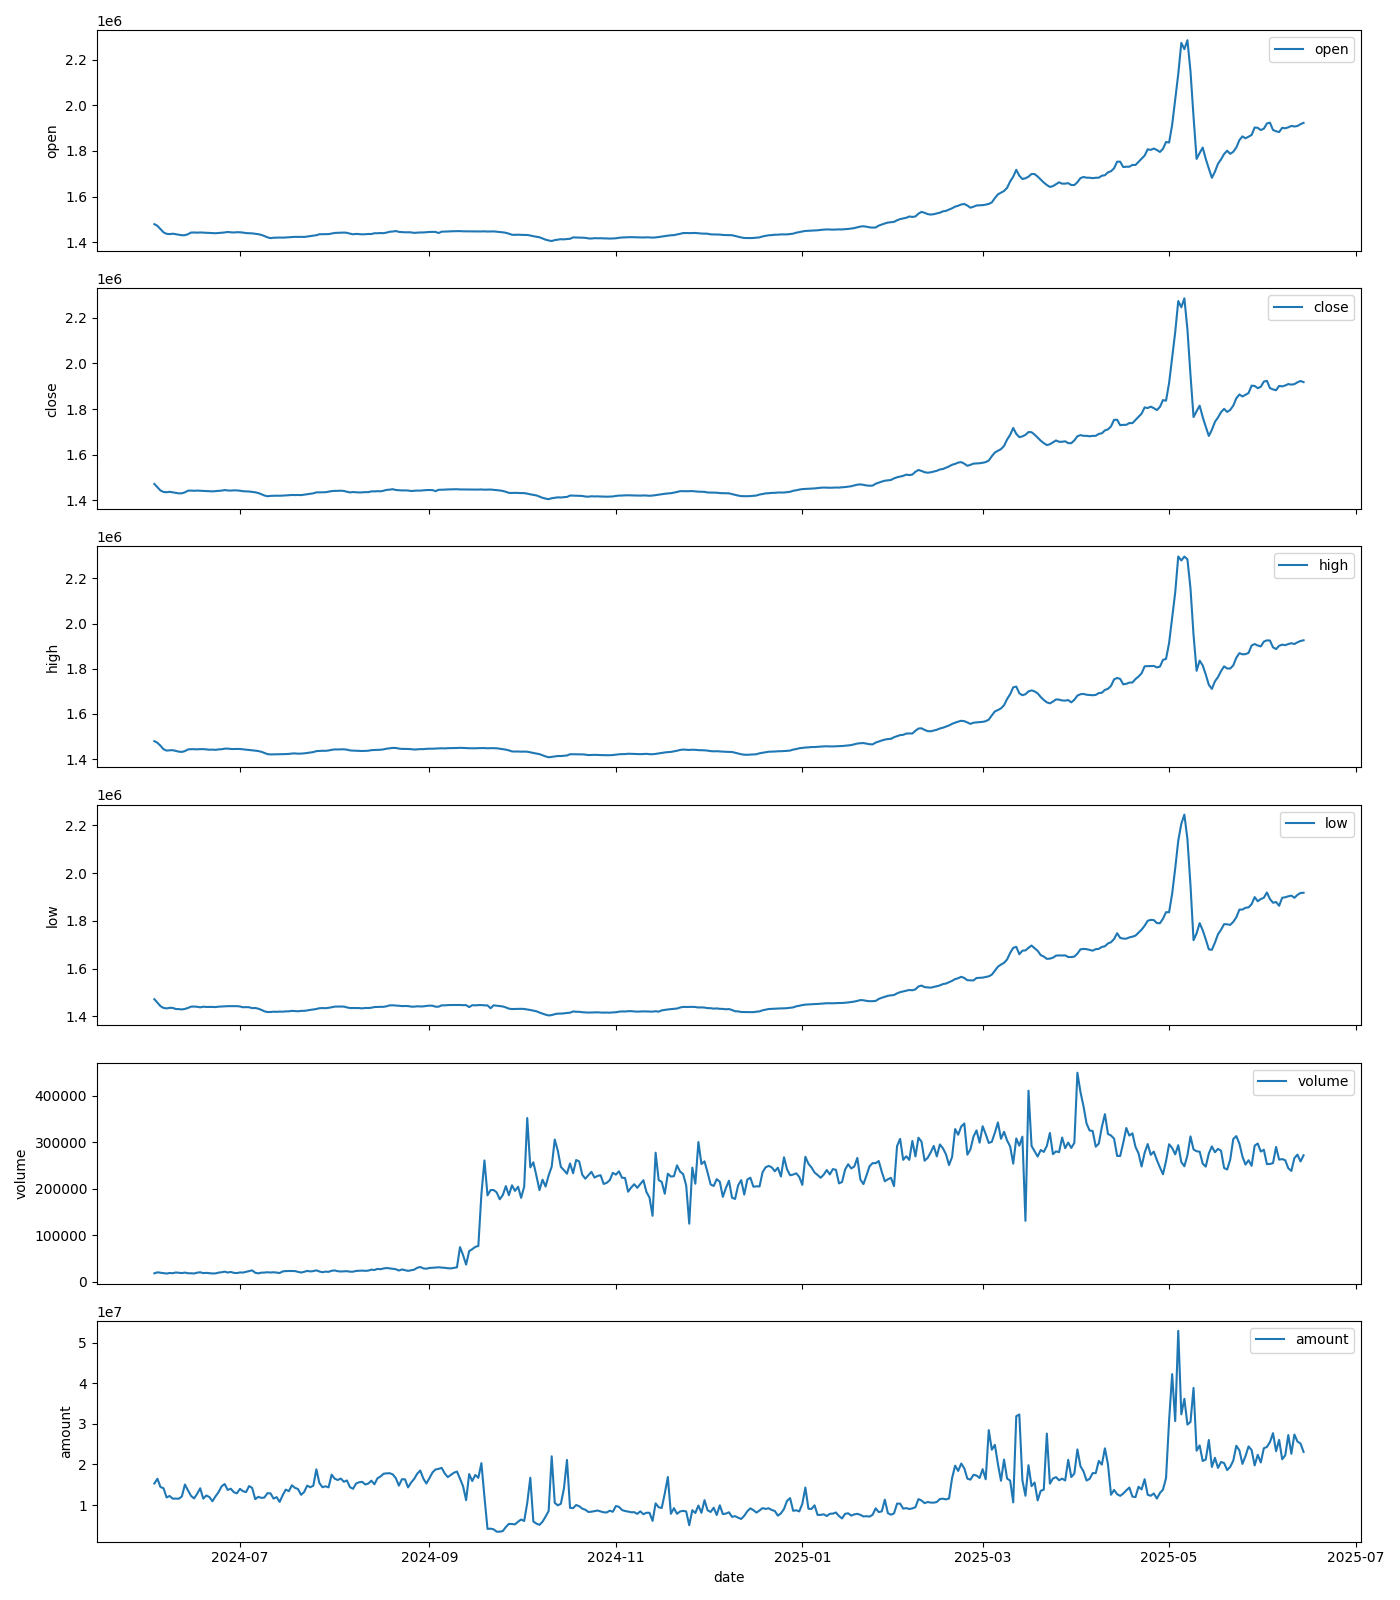 1e6
open
2.2
2.0
1.8
1.6
1.4
open
1e6
close
2.2
2.0
1.8
1.6
1.4
close
1e6
high
2.2
2.0
1.8
1.6
1.4
high
1e6
low
2.2
2.0
1.8
1.6
1.4
low
volume
400000
300000
200000
100000
0
volume
1e7
amount
5
4
3
2
1
amount
2024-07 2024-09 2024-11 2025-01 2025-03 2025-05 2025-07
date